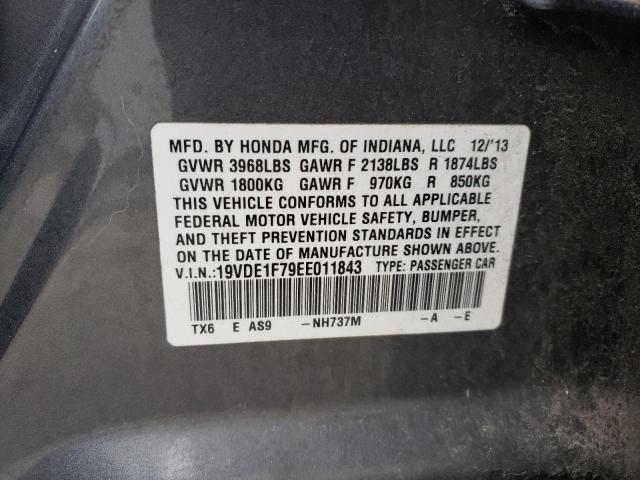 MFD. BY HONDA MFG. OF INDIANA, LLC 12/'13
GVWR 3968LBS GAWR F 2138LBS R 1874LBS
GVWR 1800KG GAWR F 970KG R 850KG
THIS VEHICLE CONFORMS TO ALL APPLICABLE
FEDERAL MOTOR VEHICLE SAFETY, BUMPER,
AND THEFT PREVENTION STANDARDS IN EFFECT
ON THE DATE OF MANUFACTURE SHOWN ABOVE.
V.I.N.:19VDE1F79EE011843 TYPE: PASSENGER CAR
TX6 E AS9 -NH737M -A -E